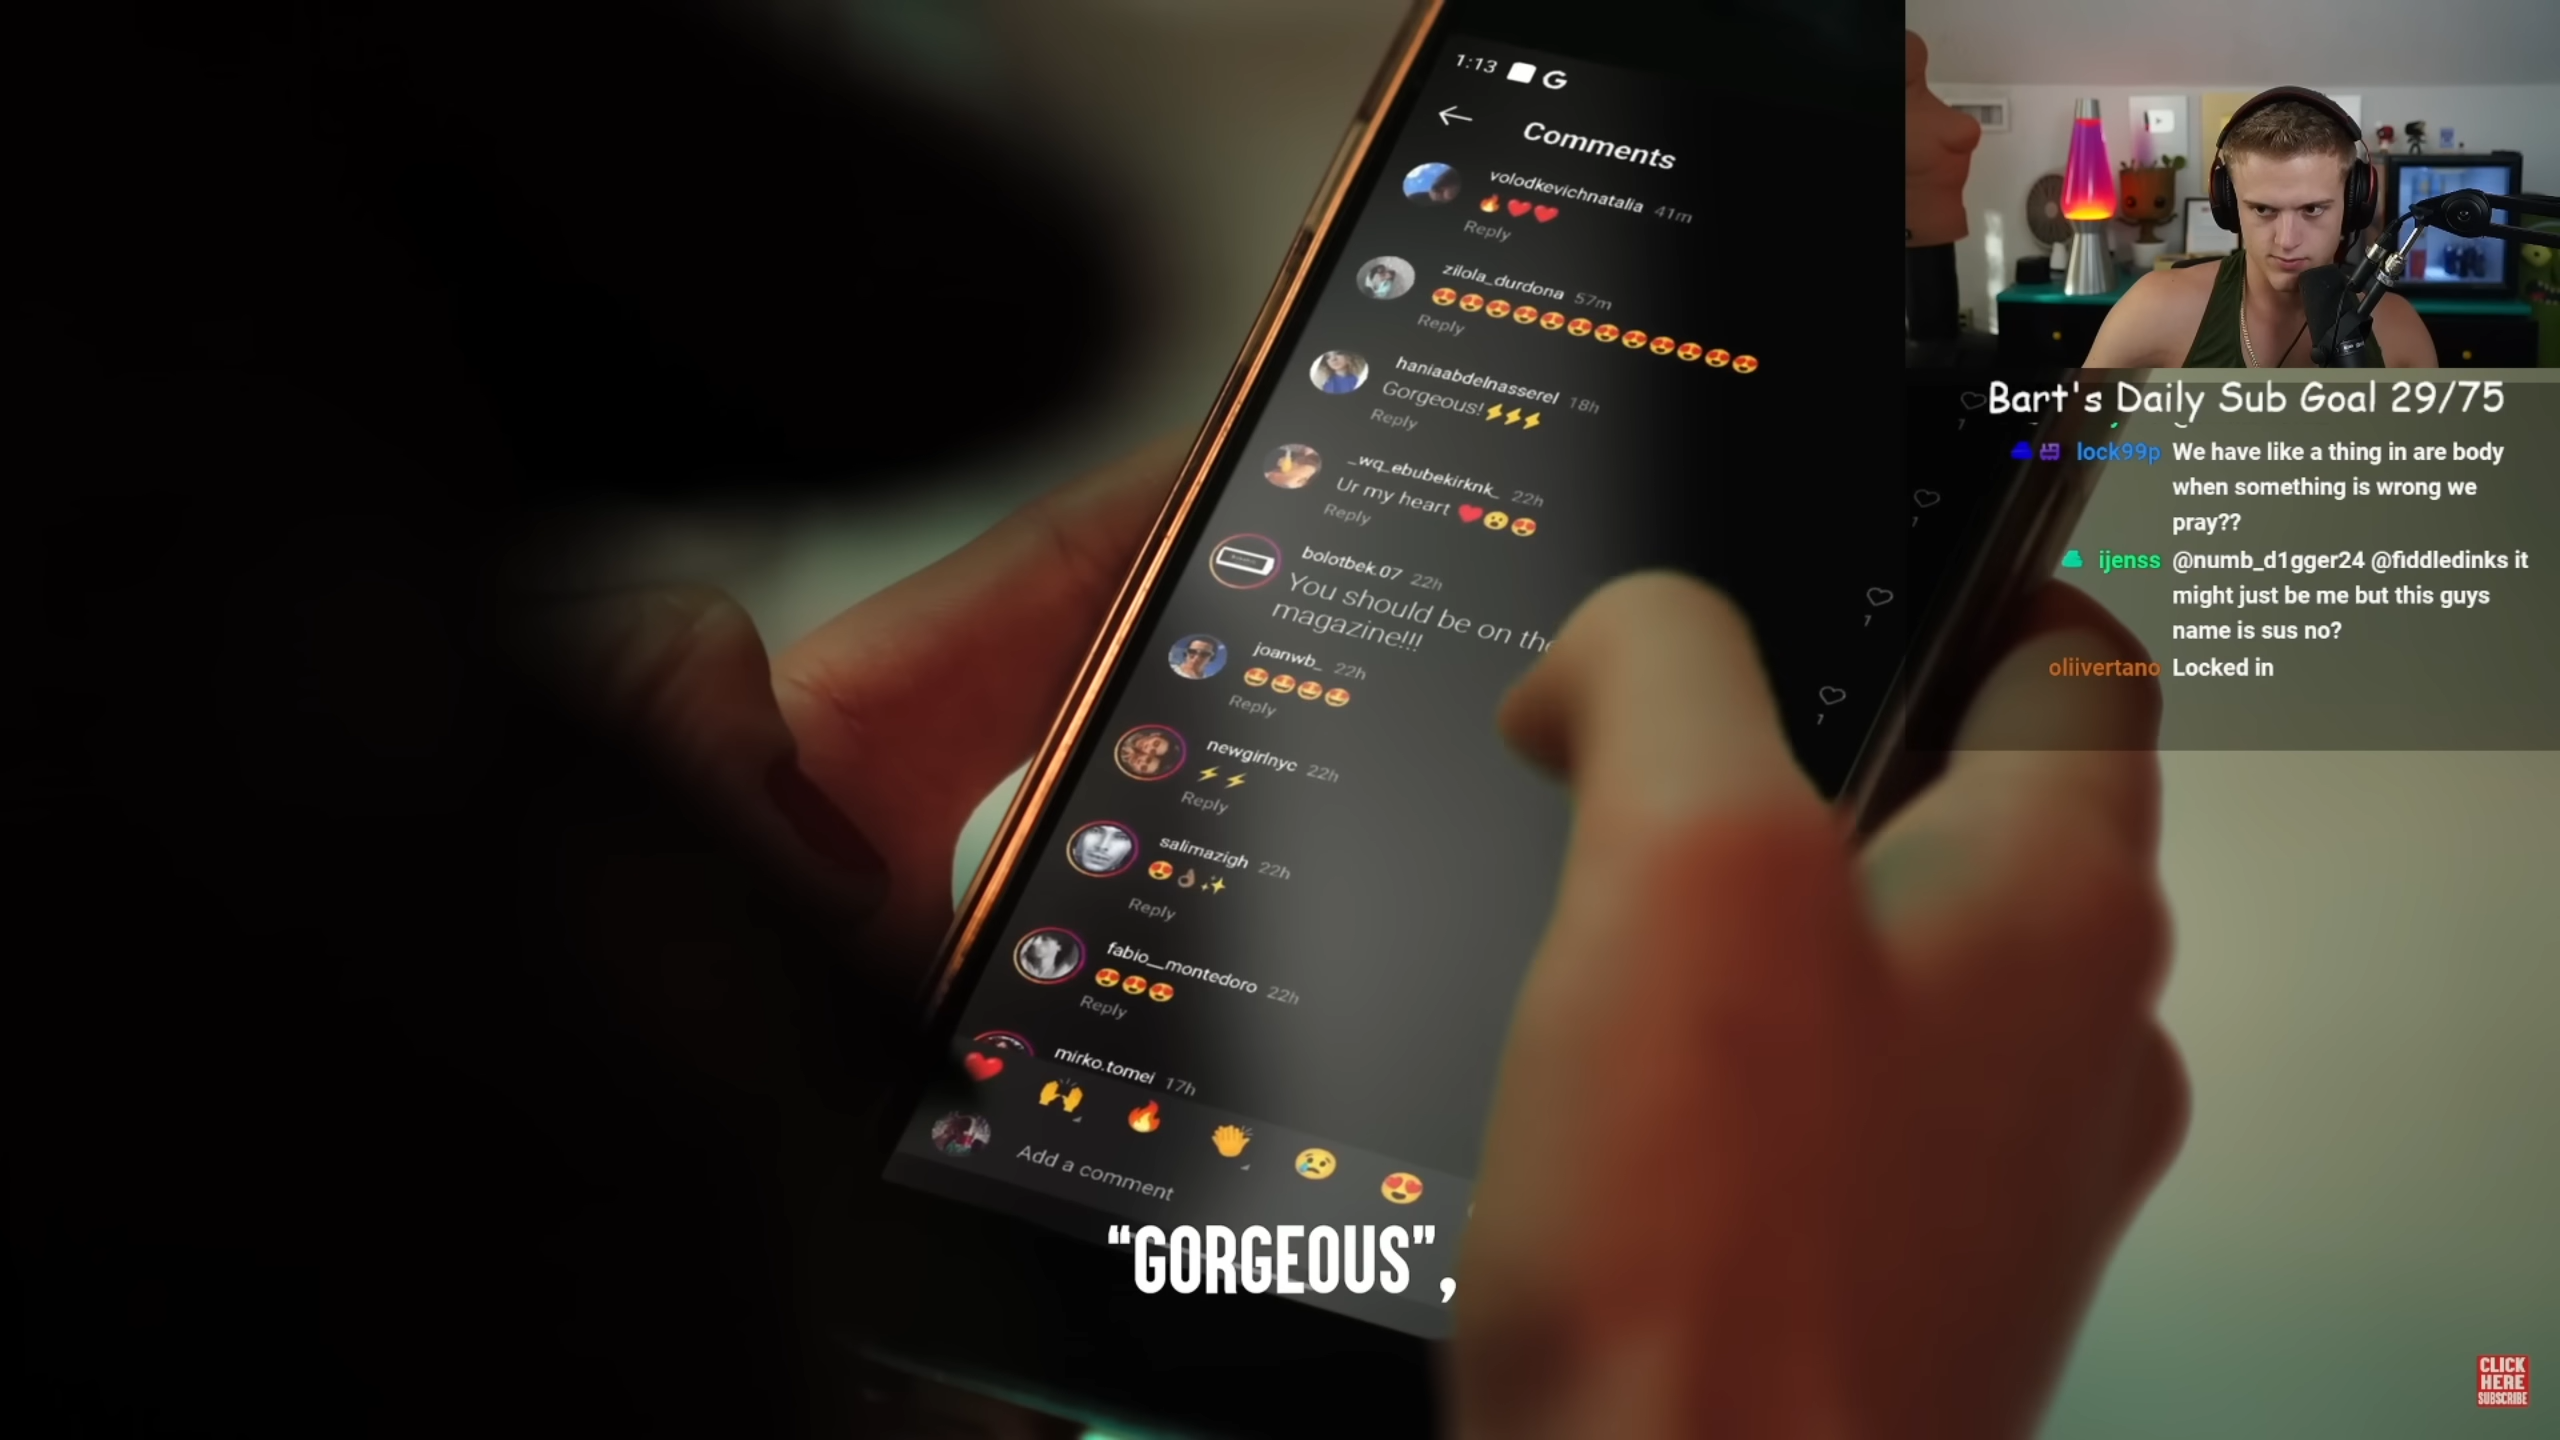 1:13 G
Comments
volodkevichnatalia 41m
🔥❤️❤️
Reply
zilola_durdona 57m
😍😍😍😍😍😍😍😍😍😍😍😍
Reply
haniaabdelnasserel 18h
Gorgeous!⚡⚡⚡
Reply
_wq_ebubekirknk_ 22h
Ur my heart ❤️😮😍
Reply
bolotbek.07 22h
You should be on the
magazine!!!
joanwb_ 22h
🤩🤩🤩🤩
Reply
newgirlnyc 22h
⚡⚡
Reply
salimazigh 22h
😍👌🏽✨
Reply
fabio__montedoro 22h
😍😍😍
Reply
mirko.tomei 17h
❤️🙌🔥👏😢😍
Add a comment
1
1
1
1
“GORGEOUS”,
Bart's Daily Sub Goal 29/75
lock99p We have like a thing in are body
when something is wrong we
pray??
ijenss @numb_d1gger24 @fiddledinks it
might just be me but this guys
name is sus no?
oliivertano Locked in
CLICK
HERE
SUBSCRIBE